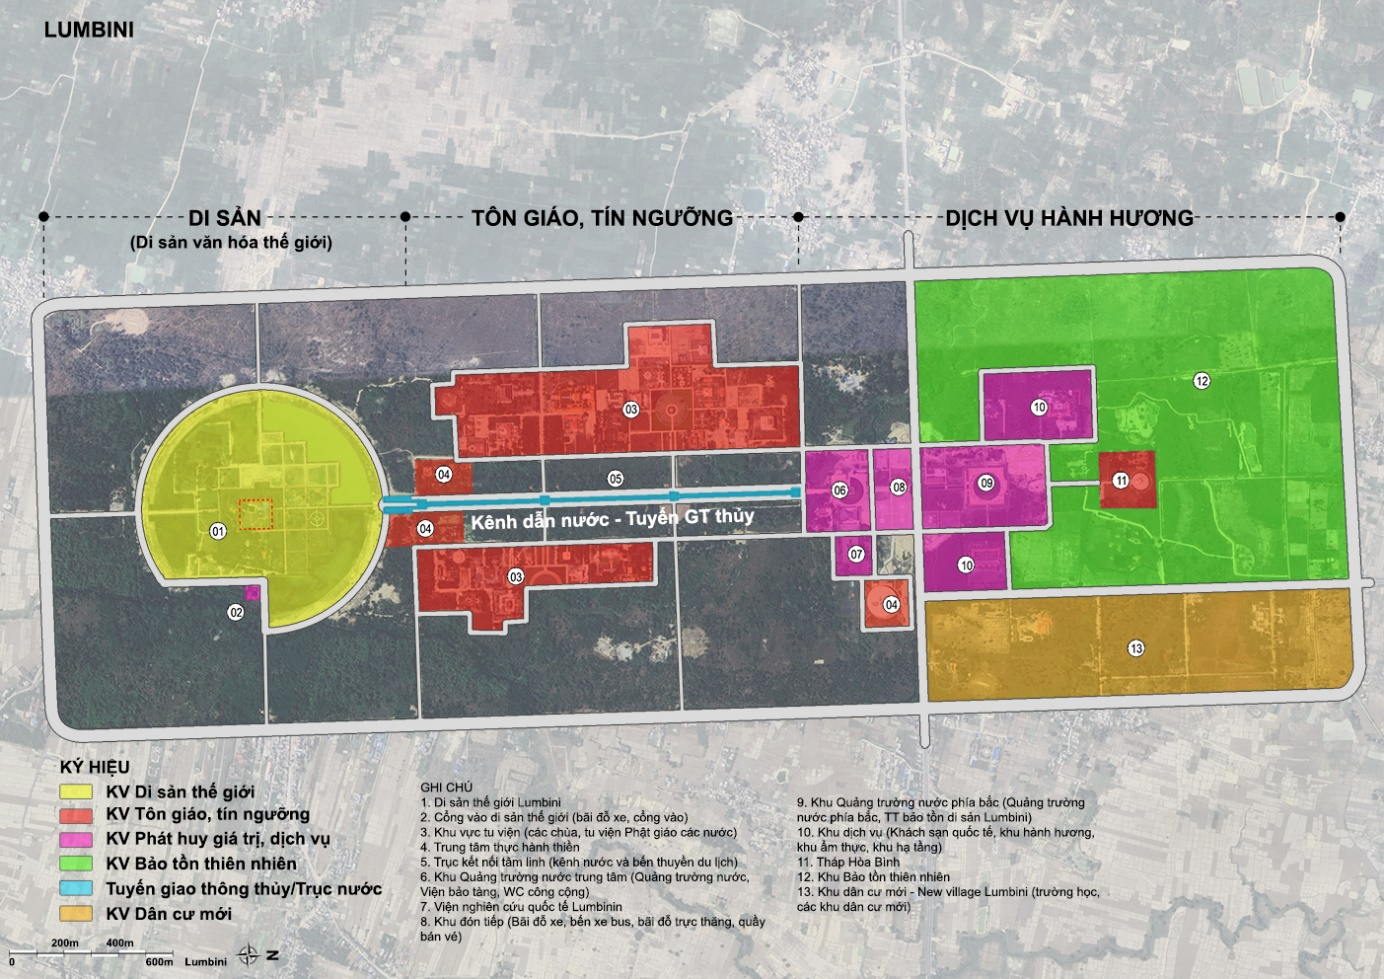 LUMBINI
DI SẢN
(Di sản văn hóa thế giới)
TÔN GIÁO, TÍN NGƯỠNG
DỊCH VỤ HÀNH HƯƠNG
12
10
03
04
05
11
09
08
06
01
04
Kênh dẫn nước - Tuyến GT thủy
07
10
03
02
04
13
KÝ HIỆU
KV Di sản thế giới
KV Tôn giáo, tín ngưỡng
KV Phát huy giá trị, dịch vụ
KV Bảo tồn thiên nhiên
Tuyến giao thông thủy/Trục nước
KV Dân cư mới
200m 400m
0 600m Lumbini N
GHI CHÚ
1. Di sản thế giới Lumbini
2. Cổng vào di sản thế giới (bãi đỗ xe, cổng vào)
3. Khu vực tu viện (các chùa, tu viện Phật giáo các nước)
4. Trung tâm thực hành thiền
5. Trục kết nối tâm linh (kênh nước và bến thuyền du lịch)
6. Khu Quảng trường nước trung tâm (Quảng trường nước,
Viện bảo tàng, WC công cộng)
7. Viện nghiên cứu quốc tế Lumbinin
8. Khu đón tiếp (Bãi đỗ xe, bến xe bus, bãi đỗ trực thăng, quầy
bán vé)
9. Khu Quảng trường nước phía bắc (Quảng trường
nước phía bắc, TT bảo tồn di sản Lumbini)
10. Khu dịch vụ (Khách sạn quốc tế, khu hành hương,
khu ẩm thực, khu hạ tầng)
11. Tháp Hòa Bình
12. Khu Bảo tồn thiên nhiên
13. Khu dân cư mới - New village Lumbini (trường học,
các khu dân cư mới)